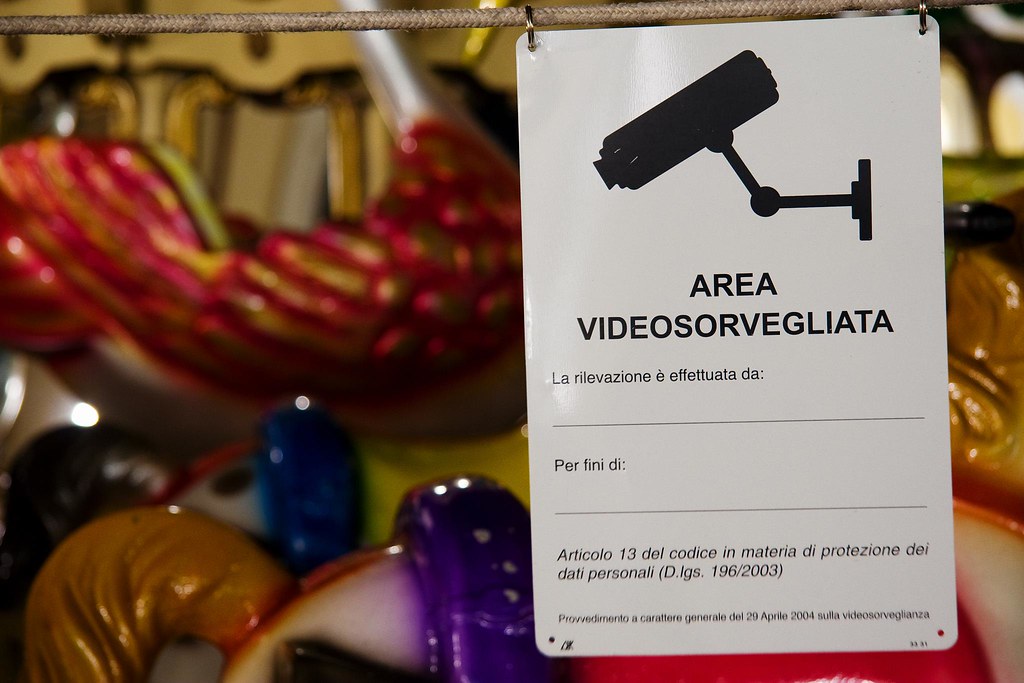 AREA
VIDEOSORVEGLIATA
La rilevazione è effettuata da:
Per fini di:
Articolo 13 del codice in materia di protezione dei
dati personali (D.lgs. 196/2003)
Provvedimento a carattere generale del 29 Aprile 2004 sulla videosorveglianza